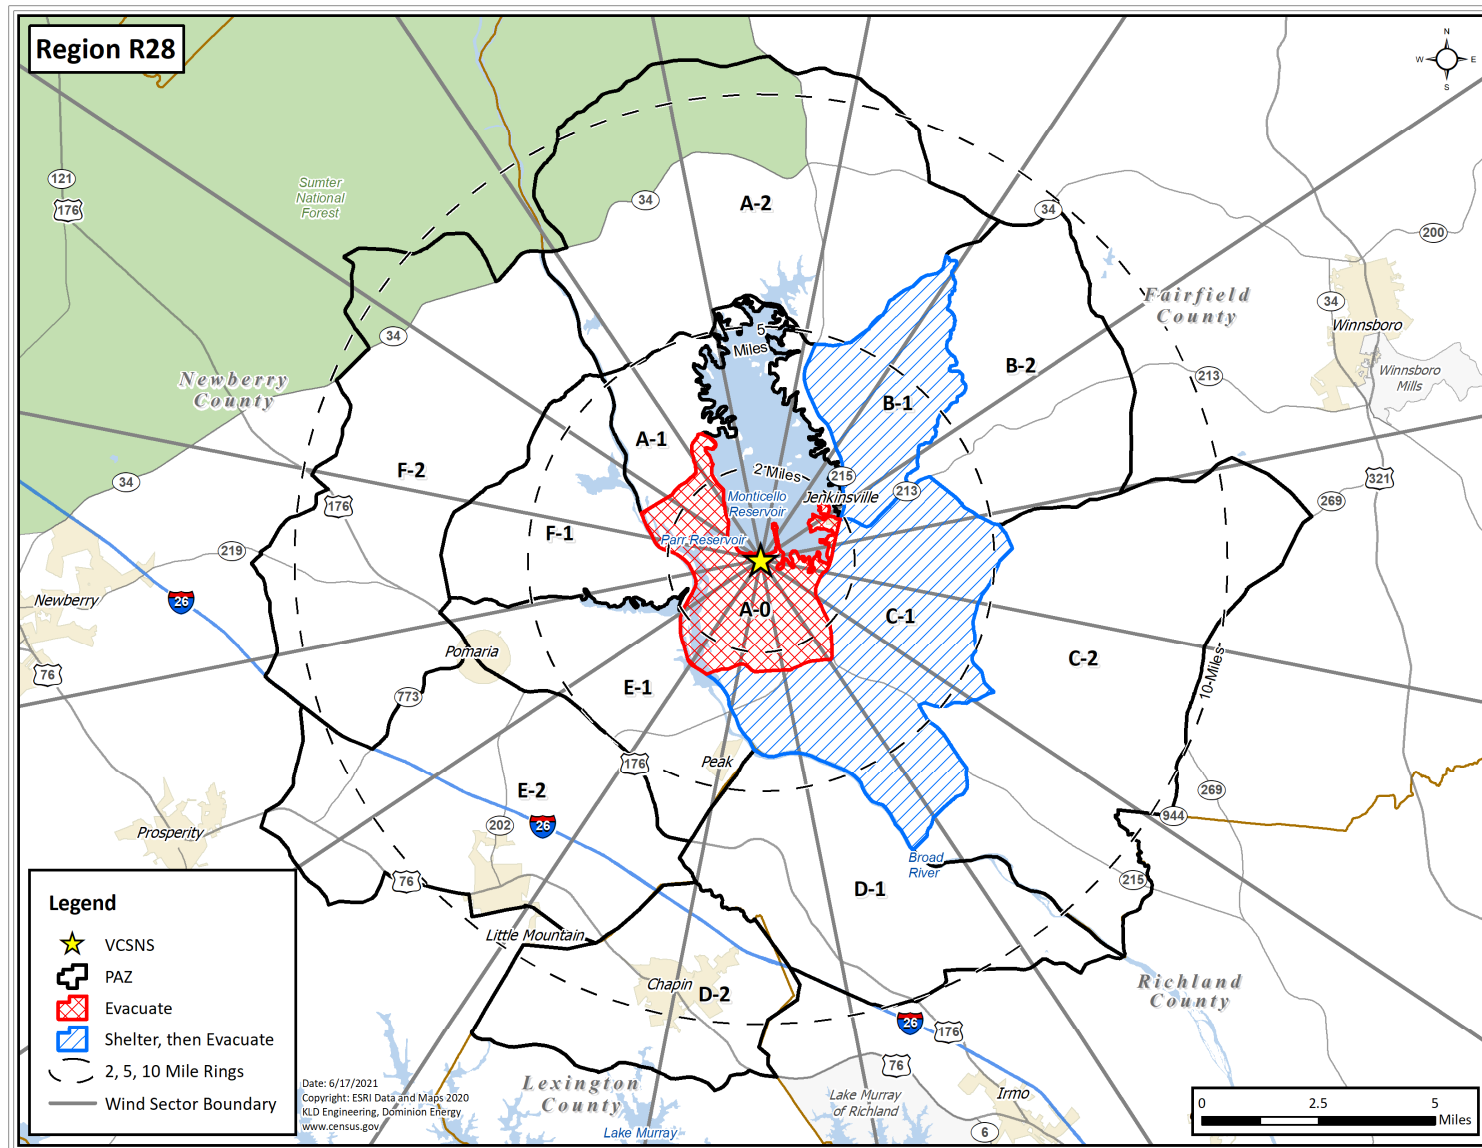 Region R28
N
W
E
S
121
176
Sumter
National
Forest
34
A-2
34
200
Fairfield
County
34
Winnsboro
Winnsboro
Mills
34
Newberry
County
5
Miles
B-2
213
B-1
A-1
F-2
2 Miles
215
213
Monticello
Reservoir
Jenkinsville
321
269
34
176
219
F-1
Parr Reservoir
26
Newberry
A-0
C-1
C-2
Pomaria
76
773
E-1
10-Miles
176
Peak
E-2
202
26
269
944
Prosperity
76
Broad
River
215
D-1
Little Mountain
Chapin
D-2
Richland
County
26
176
76
Lexington
County
Lake Murray
of Richland
Irmo
6
Lake Murray
Legend
VCSNS
PAZ
Evacuate
Shelter, then Evacuate
2, 5, 10 Mile Rings
Wind Sector Boundary
Date: 6/17/2021
Copyright: ESRI Data and Maps 2020
KLD Engineering, Dominion Energy
www.census.gov
0 2.5 5
Miles